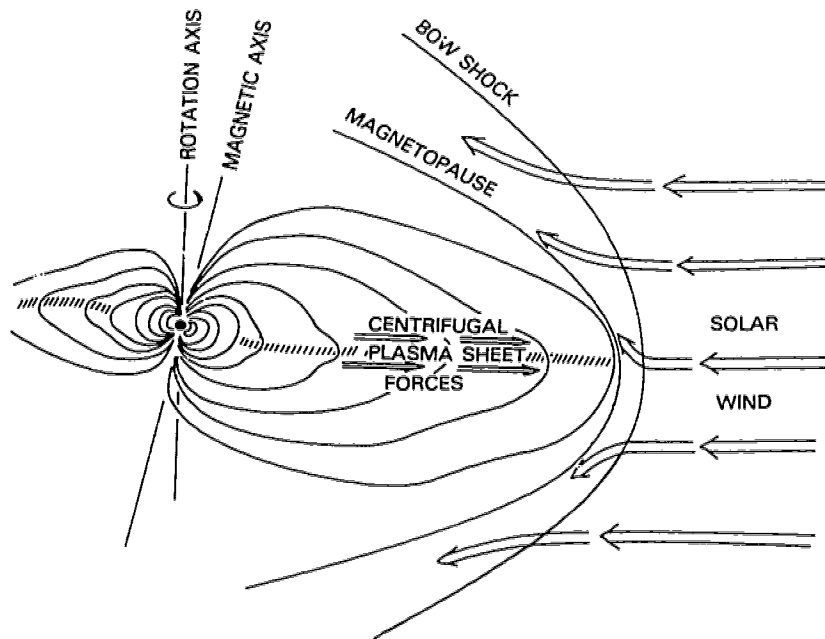 ROTATION AXIS
MAGNETIC AXIS
BOW SHOCK
MAGNETOPAUSE
CENTRIFUGAL
PLASMA SHEET
FORCES
SOLAR
WIND